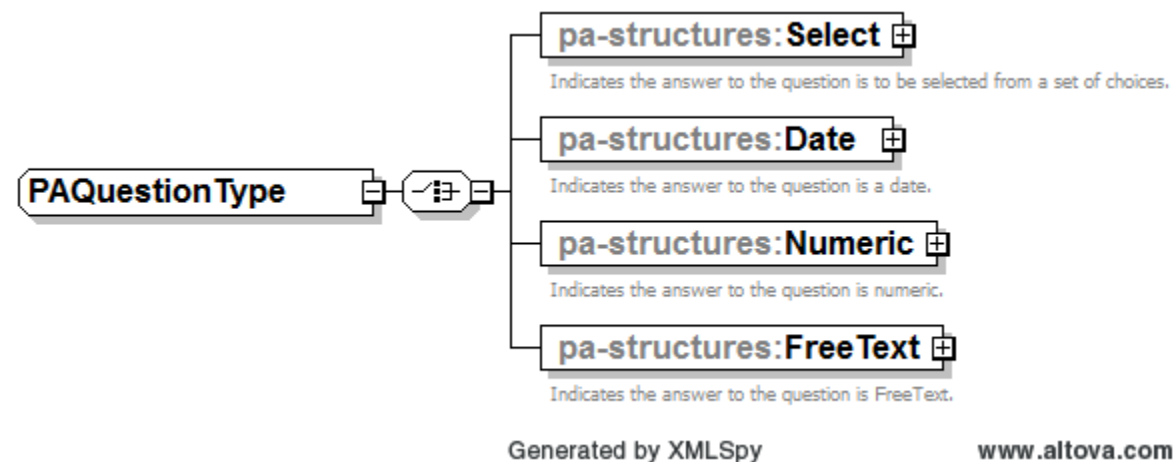 pa-structures:Select
Indicates the answer to the question is to be selected from a set of choices.
pa-structures:Date
Indicates the answer to the question is a date.
PAQuestionType
pa-structures:Numeric
Indicates the answer to the question is numeric.
pa-structures:FreeText
Indicates the answer to the question is FreeText.
Generated by XMLSpy www.altova.com